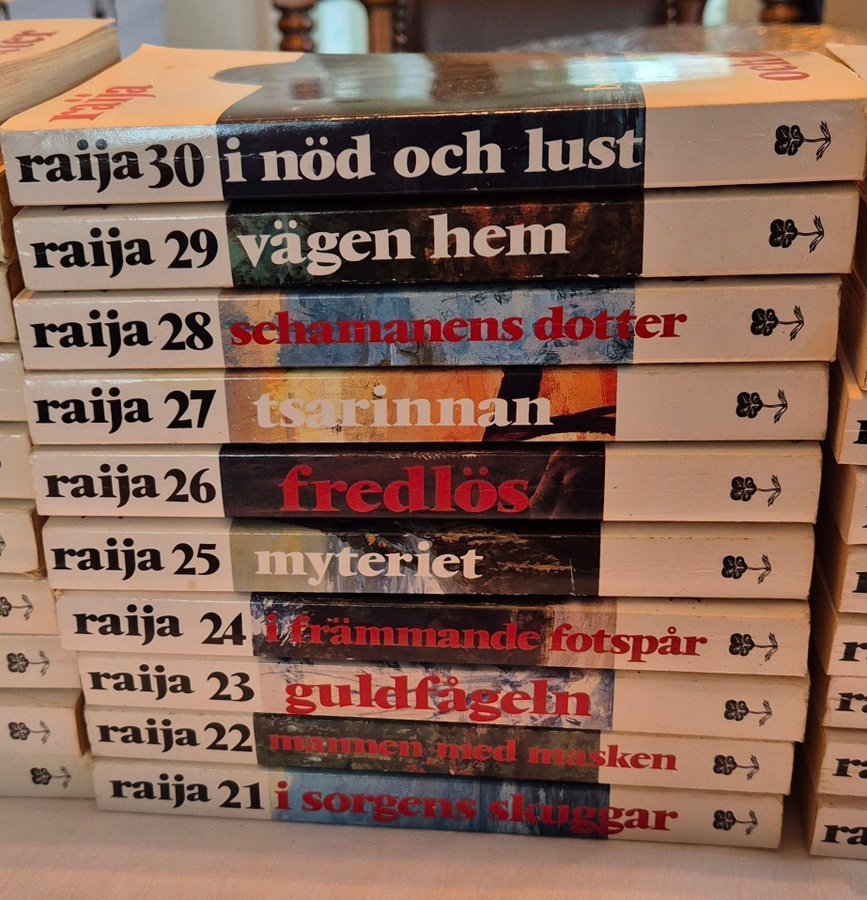 raija
raija 30 i nöd och lust
raija 29 vägen hem
raija 28 schamanens dotter
raija 27 tsarinnan
raija 26 fredlös
raija 25 myteriet
raija 24 i främmande fotspår
raija 23 guldfågeln
raija 22 mannen med masken
raija 21 i sorgens skuggar